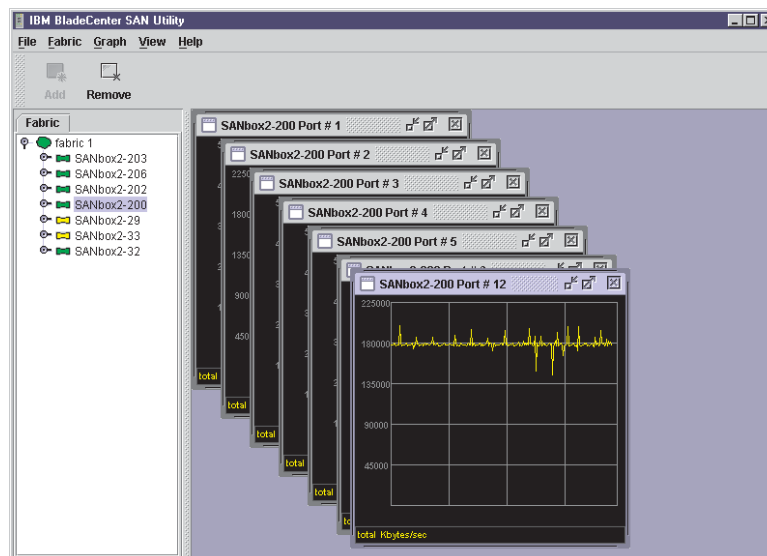 IBM BladeCenter SAN Utility
File Fabric Graph View Help
Add Remove
Fabric
fabric 1
SANbox2-203
SANbox2-206
SANbox2-202
SANbox2-200
SANbox2-29
SANbox2-33
SANbox2-32
SANbox2-200 Port # 1
total
SANbox2-200 Port # 2
2250
1800
1350
900
450
total
SANbox2-200 Port # 3
total
SANbox2-200 Port # 4
total
SANbox2-200 Port # 5
total
total
SANbox2-200 Port # 12
225000
180000
135000
90000
45000
total Kbytes/sec